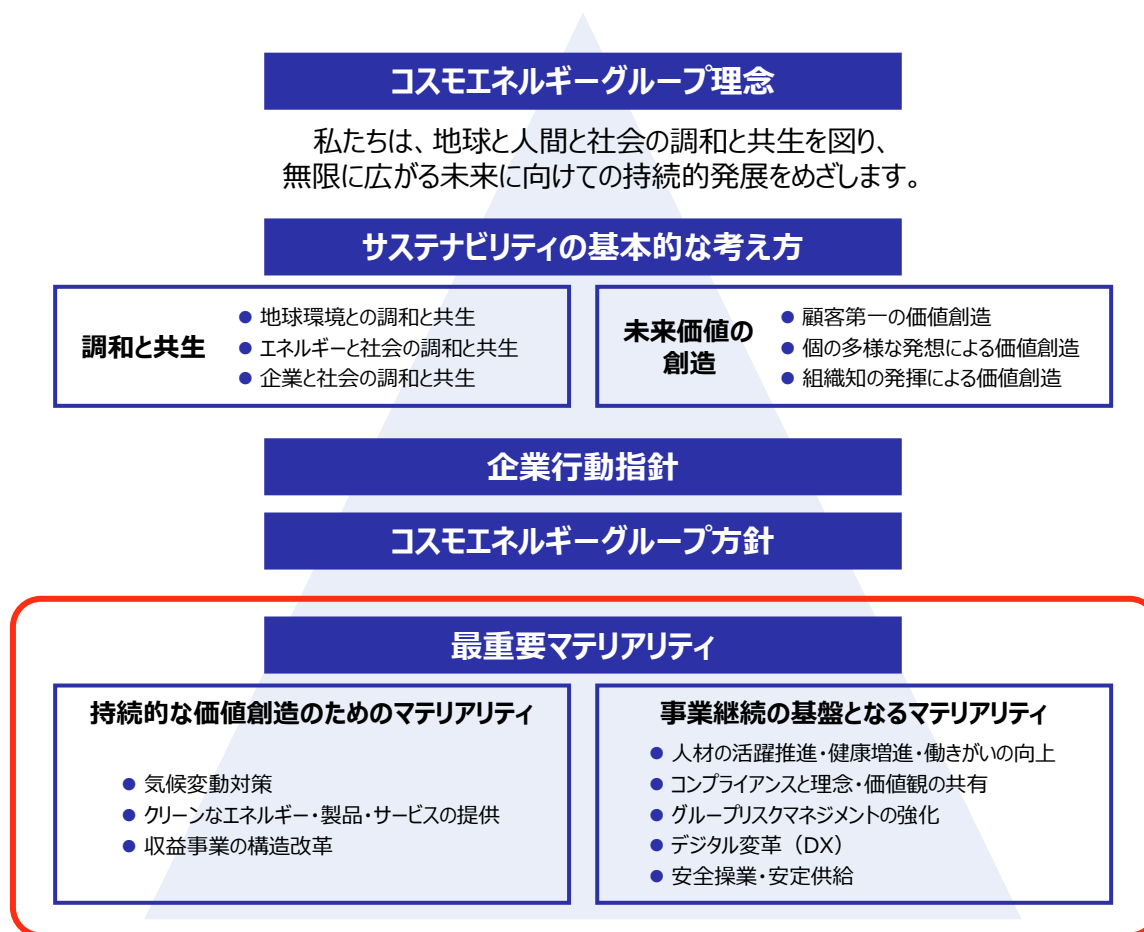 コスモエネルギーグループ理念
私たちは、地球と人間と社会の調和と共生を図り、
無限に広がる未来に向けての持続的発展をめざします。
サステナビリティの基本的な考え方
調和と共生
● 地球環境との調和と共生
● エネルギーと社会の調和と共生
● 企業と社会の調和と共生
未来価値の
創造
● 顧客第一の価値創造
● 個の多様な発想による価値創造
● 組織知の発揮による価値創造
企業行動指針
コスモエネルギーグループ方針
最重要マテリアリティ
持続的な価値創造のためのマテリアリティ
● 気候変動対策
● クリーンなエネルギー・製品・サービスの提供
● 収益事業の構造改革
事業継続の基盤となるマテリアリティ
● 人材の活躍推進・健康増進・働きがいの向上
● コンプライアンスと理念・価値観の共有
● グループリスクマネジメントの強化
● デジタル変革（DX）
● 安全操業・安定供給